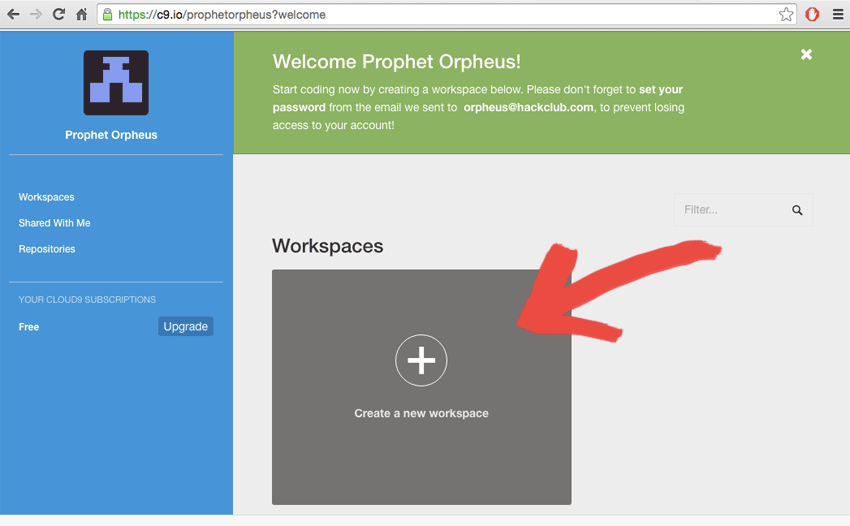 https://c9.io/prophetorpheus?welcome
Prophet Orpheus
Workspaces
Shared With Me
Repositories
YOUR CLOUD9 SUBSCRIPTIONS
Free Upgrade
Welcome Prophet Orpheus!
Start coding now by creating a workspace below. Please don't forget to set your
password from the email we sent to orpheus@hackclub.com, to prevent losing
access to your account!
Filter...
Workspaces
Create a new workspace